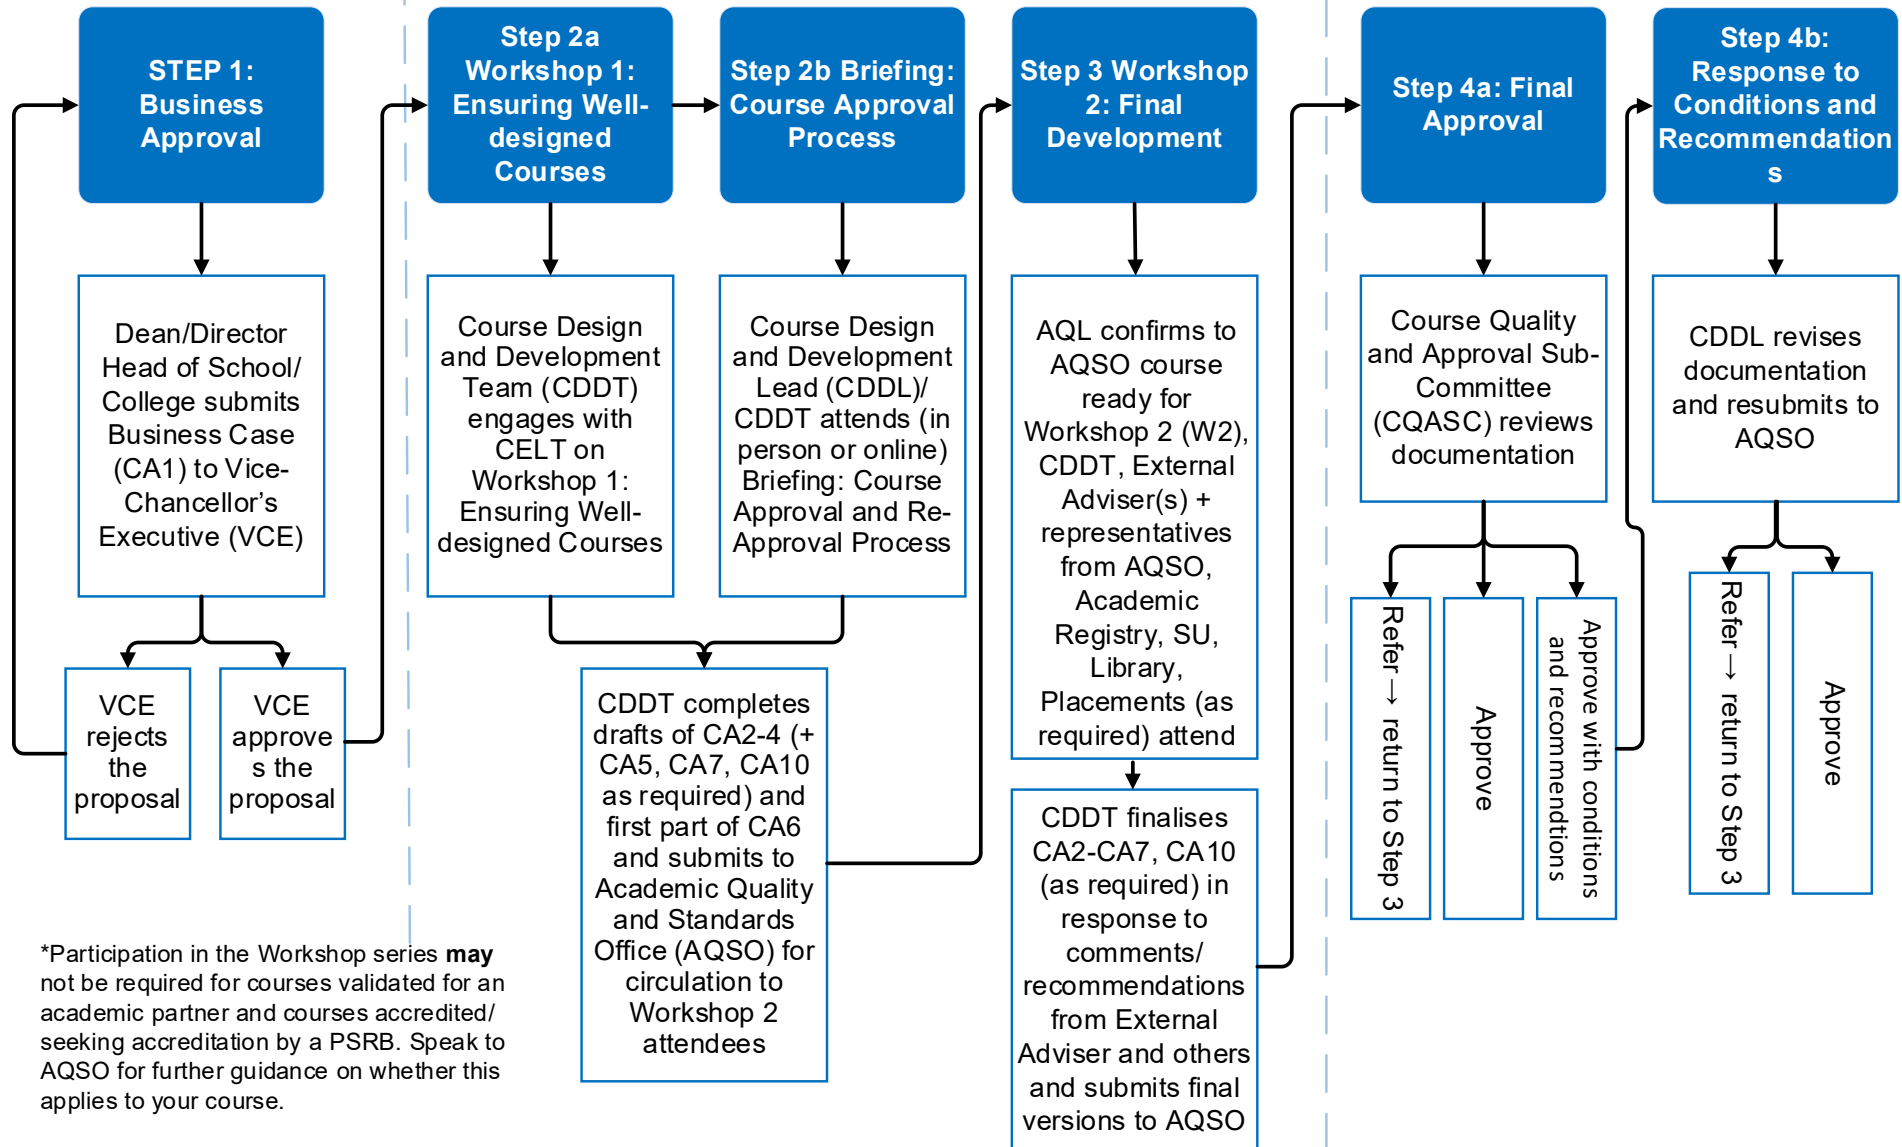 STEP 1:
Business
Approval
Step 2a
Workshop 1:
Ensuring Well-
designed
Courses
Step 2b Briefing:
Course Approval
Process
Step 3 Workshop
2: Final
Development
Step 4a: Final
Approval
Step 4b:
Response to
Conditions and
Recommendation
s
Dean/Director
Head of School/
College submits
Business Case
(CA1) to Vice-
Chancellor’s
Executive (VCE)
Course Design
and Development
Team (CDDT)
engages with
CELT on
Workshop 1:
Ensuring Well-
designed Courses
Course Design
and Development
Lead (CDDL)/
CDDT attends (in
person or online)
Briefing: Course
Approval and Re-
Approval Process
AQL confirms to
AQSO course
ready for
Workshop 2 (W2),
CDDT, External
Adviser(s) +
representatives
from AQSO,
Academic
Registry, SU,
Library,
Placements (as
required) attend
Course Quality
and Approval Sub-
Committee
(CQASC) reviews
documentation
CDDL revises
documentation
and resubmits to
AQSO
VCE
rejects
the
proposal
VCE
approve
s the
proposal
CDDT completes
drafts of CA2-4 (+
CA5, CA7, CA10
as required) and
first part of CA6
and submits to
Academic Quality
and Standards
Office (AQSO) for
circulation to
Workshop 2
attendees
CDDT finalises
CA2-CA7, CA10
(as required) in
response to
comments/
recommendations
from External
Adviser and others
and submits final
versions to AQSO
Refer→ return to Step 3
Approve
Approve with conditions
and recommendtions
Refer→ return to Step 3
Approve
*Participation in the Workshop series may
not be required for courses validated for an
academic partner and courses accredited/
seeking accreditation by a PSRB. Speak to
AQSO for further guidance on whether this
applies to your course.